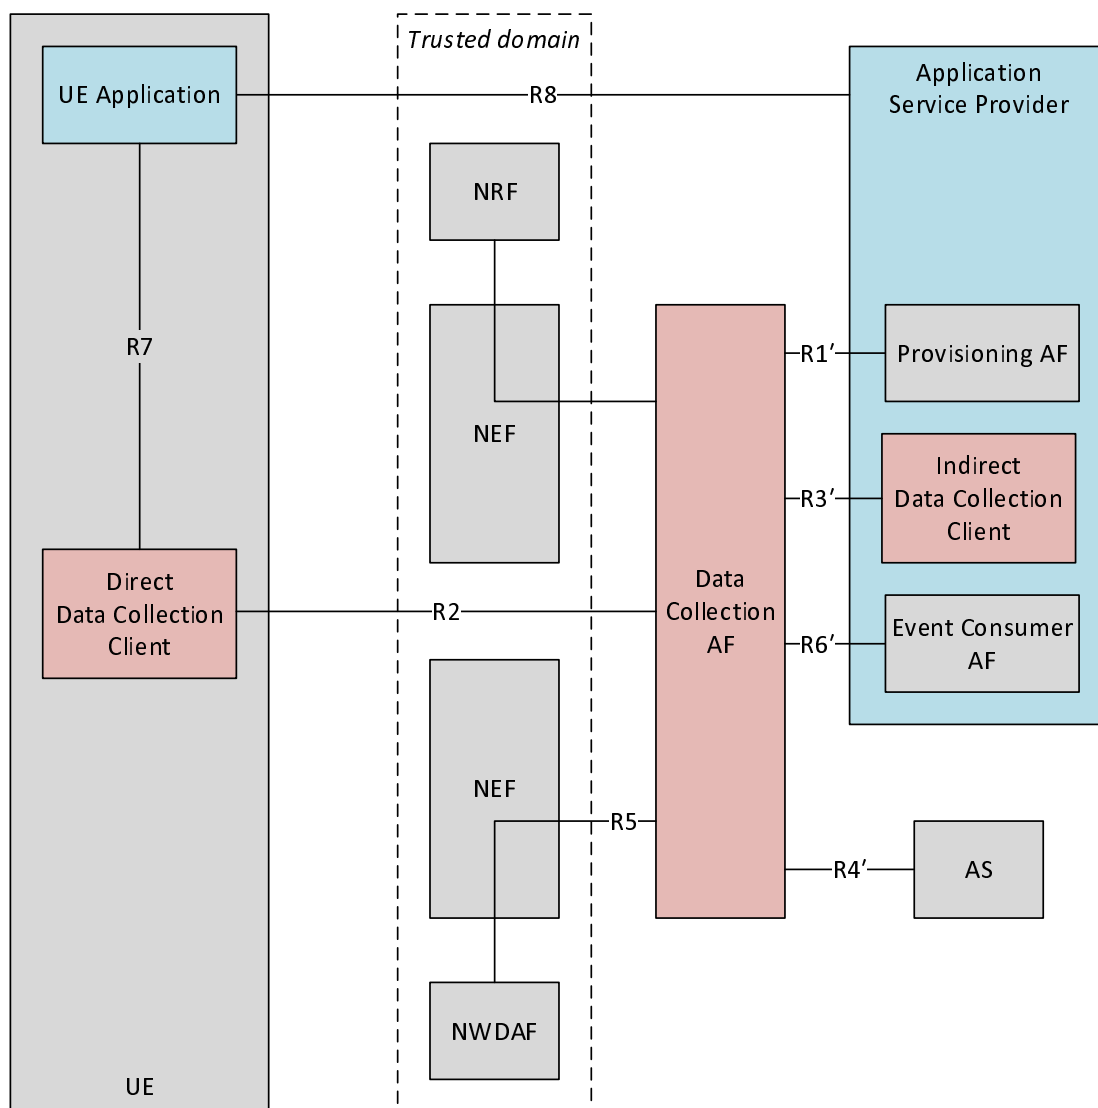 Trusted domain
UE Application
R8
Application
Service Provider
NRF
R7
R1′
Provisioning AF
NEF
Indirect
Data Collection
Client
R3′
Direct
Data Collection
Client
R2
Data
Collection
AF
R6′
Event Consumer
AF
NEF
R5
R4′
AS
NWDAF
UE